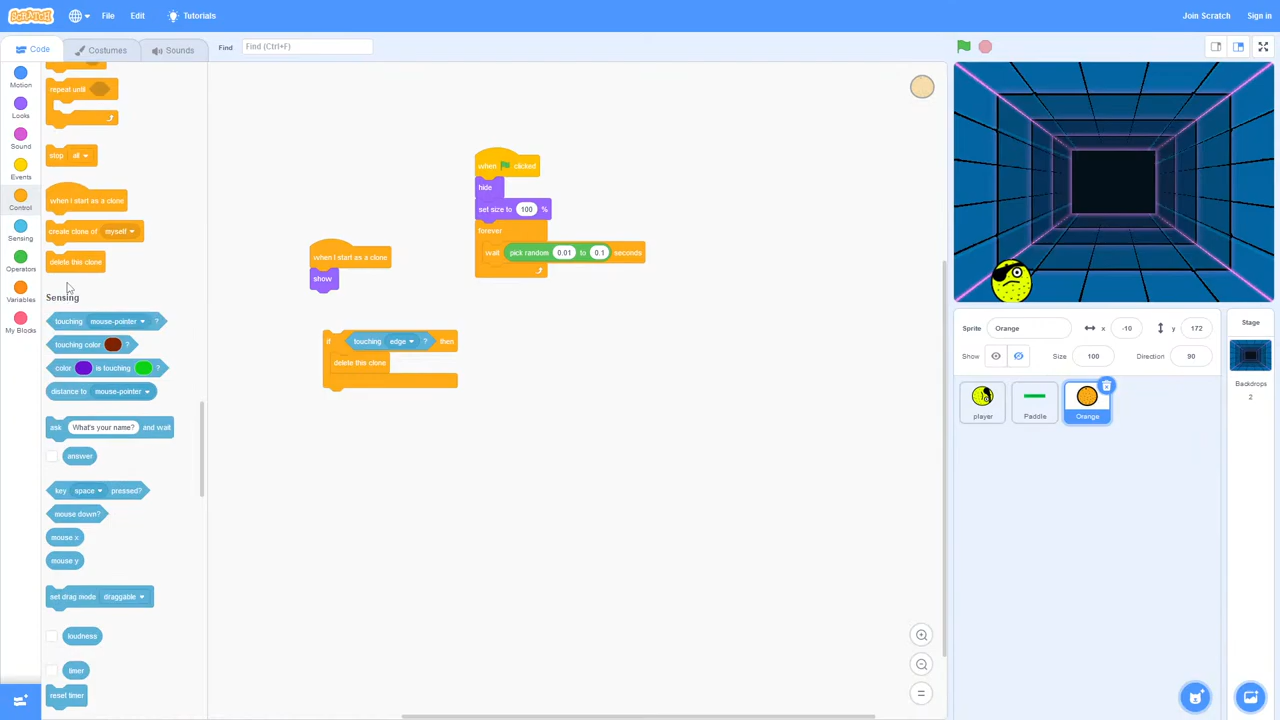 SCRATCH File Edit Tutorials Join Scratch Sign in
Code Costumes Sounds Find Find (Ctrl+F)
Motion
Looks
Sound
Events
Control
Sensing
Operators
Variables
My Blocks
repeat until
stop all
when I start as a clone
create clone of myself
delete this clone
Sensing
touching mouse-pointer ?
touching color ?
color is touching ?
distance to mouse-pointer
ask What's your name? and wait
answer
key space pressed?
mouse down?
mouse x
mouse y
set drag mode draggable
loudness
timer
reset timer
when I start as a clone
show
if touching edge ? then
delete this clone
when clicked
hide
set size to 100 %
forever
wait pick random 0.01 to 0.1 seconds
Sprite Orange x -10 y 172
Show Size 100 Direction 90
player Paddle Orange
Stage
Backdrops
2